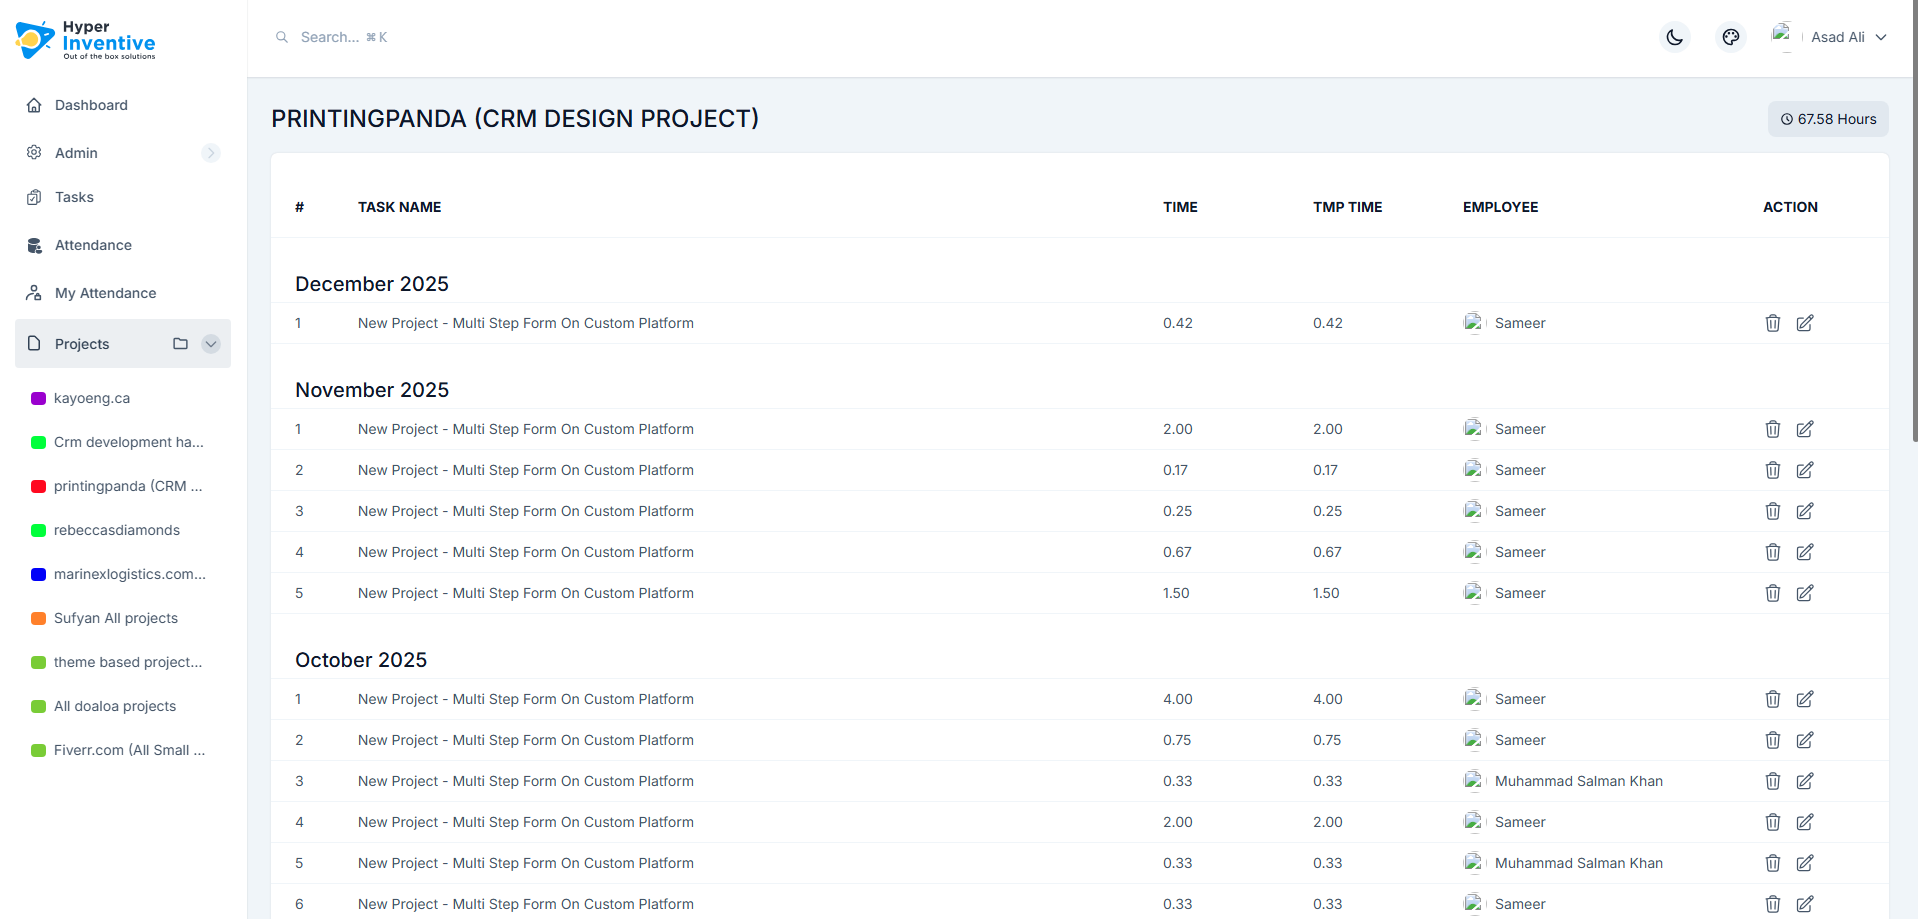 Hyper
Inventive
Out of the box solutions
Search... ⌘ K
Asad Ali
Dashboard
Admin
Tasks
Attendance
My Attendance
Projects
kayoeng.ca
Crm development ha...
printingpanda (CRM ...
rebeccasdiamonds
marinexlogistics.com...
Sufyan All projects
theme based project...
All doaloa projects
Fiverr.com (All Small ...
PRINTINGPANDA (CRM DESIGN PROJECT)
67.58 Hours
# TASK NAME TIME TMP TIME EMPLOYEE ACTION
December 2025
1 New Project - Multi Step Form On Custom Platform 0.42 0.42 Sameer
November 2025
1 New Project - Multi Step Form On Custom Platform 2.00 2.00 Sameer
2 New Project - Multi Step Form On Custom Platform 0.17 0.17 Sameer
3 New Project - Multi Step Form On Custom Platform 0.25 0.25 Sameer
4 New Project - Multi Step Form On Custom Platform 0.67 0.67 Sameer
5 New Project - Multi Step Form On Custom Platform 1.50 1.50 Sameer
October 2025
1 New Project - Multi Step Form On Custom Platform 4.00 4.00 Sameer
2 New Project - Multi Step Form On Custom Platform 0.75 0.75 Sameer
3 New Project - Multi Step Form On Custom Platform 0.33 0.33 Muhammad Salman Khan
4 New Project - Multi Step Form On Custom Platform 2.00 2.00 Sameer
5 New Project - Multi Step Form On Custom Platform 0.33 0.33 Muhammad Salman Khan
6 New Project - Multi Step Form On Custom Platform 0.33 0.33 Sameer